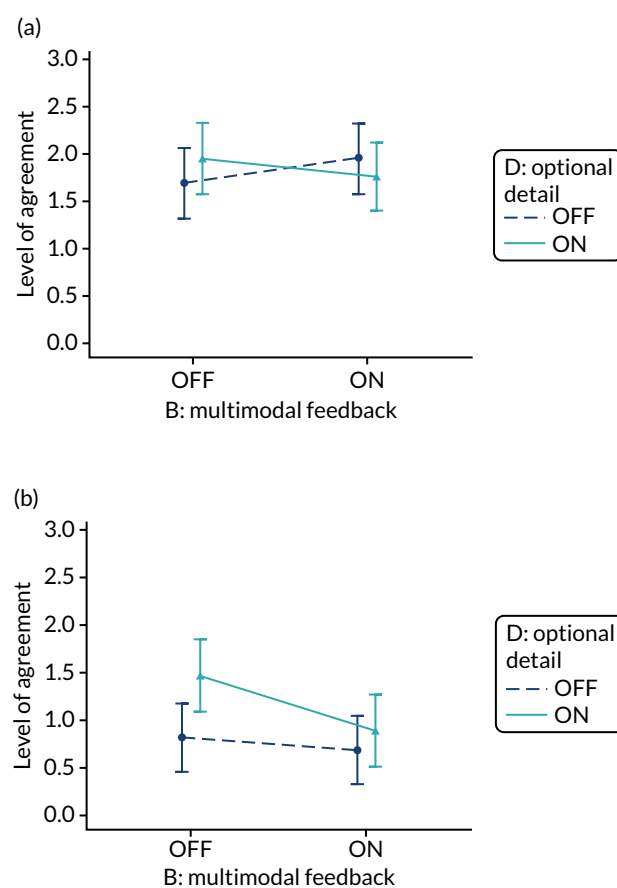 (a)
3.0
2.5
2.0
1.5
1.0
0.5
0.0
Level of agreement
OFF ON
B: multimodal feedback
D: optional
detail
OFF
ON
(b)
3.0
2.5
2.0
1.5
1.0
0.5
0.0
Level of agreement
OFF ON
B: multimodal feedback
D: optional
detail
OFF
ON